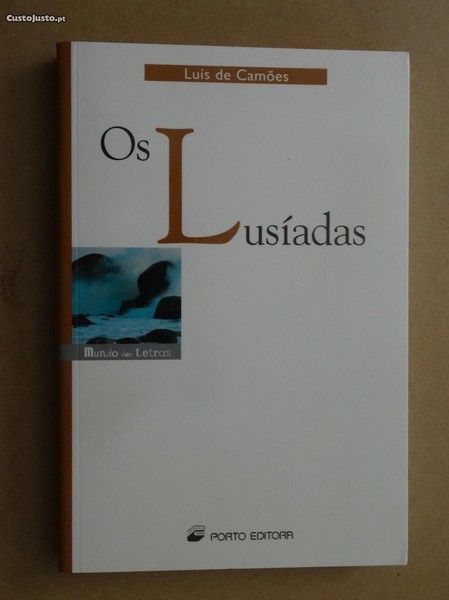 CustoJusto.pt
Luís de Camões
Os Lusíadas
Mundo das Letras
PORTO EDITORA